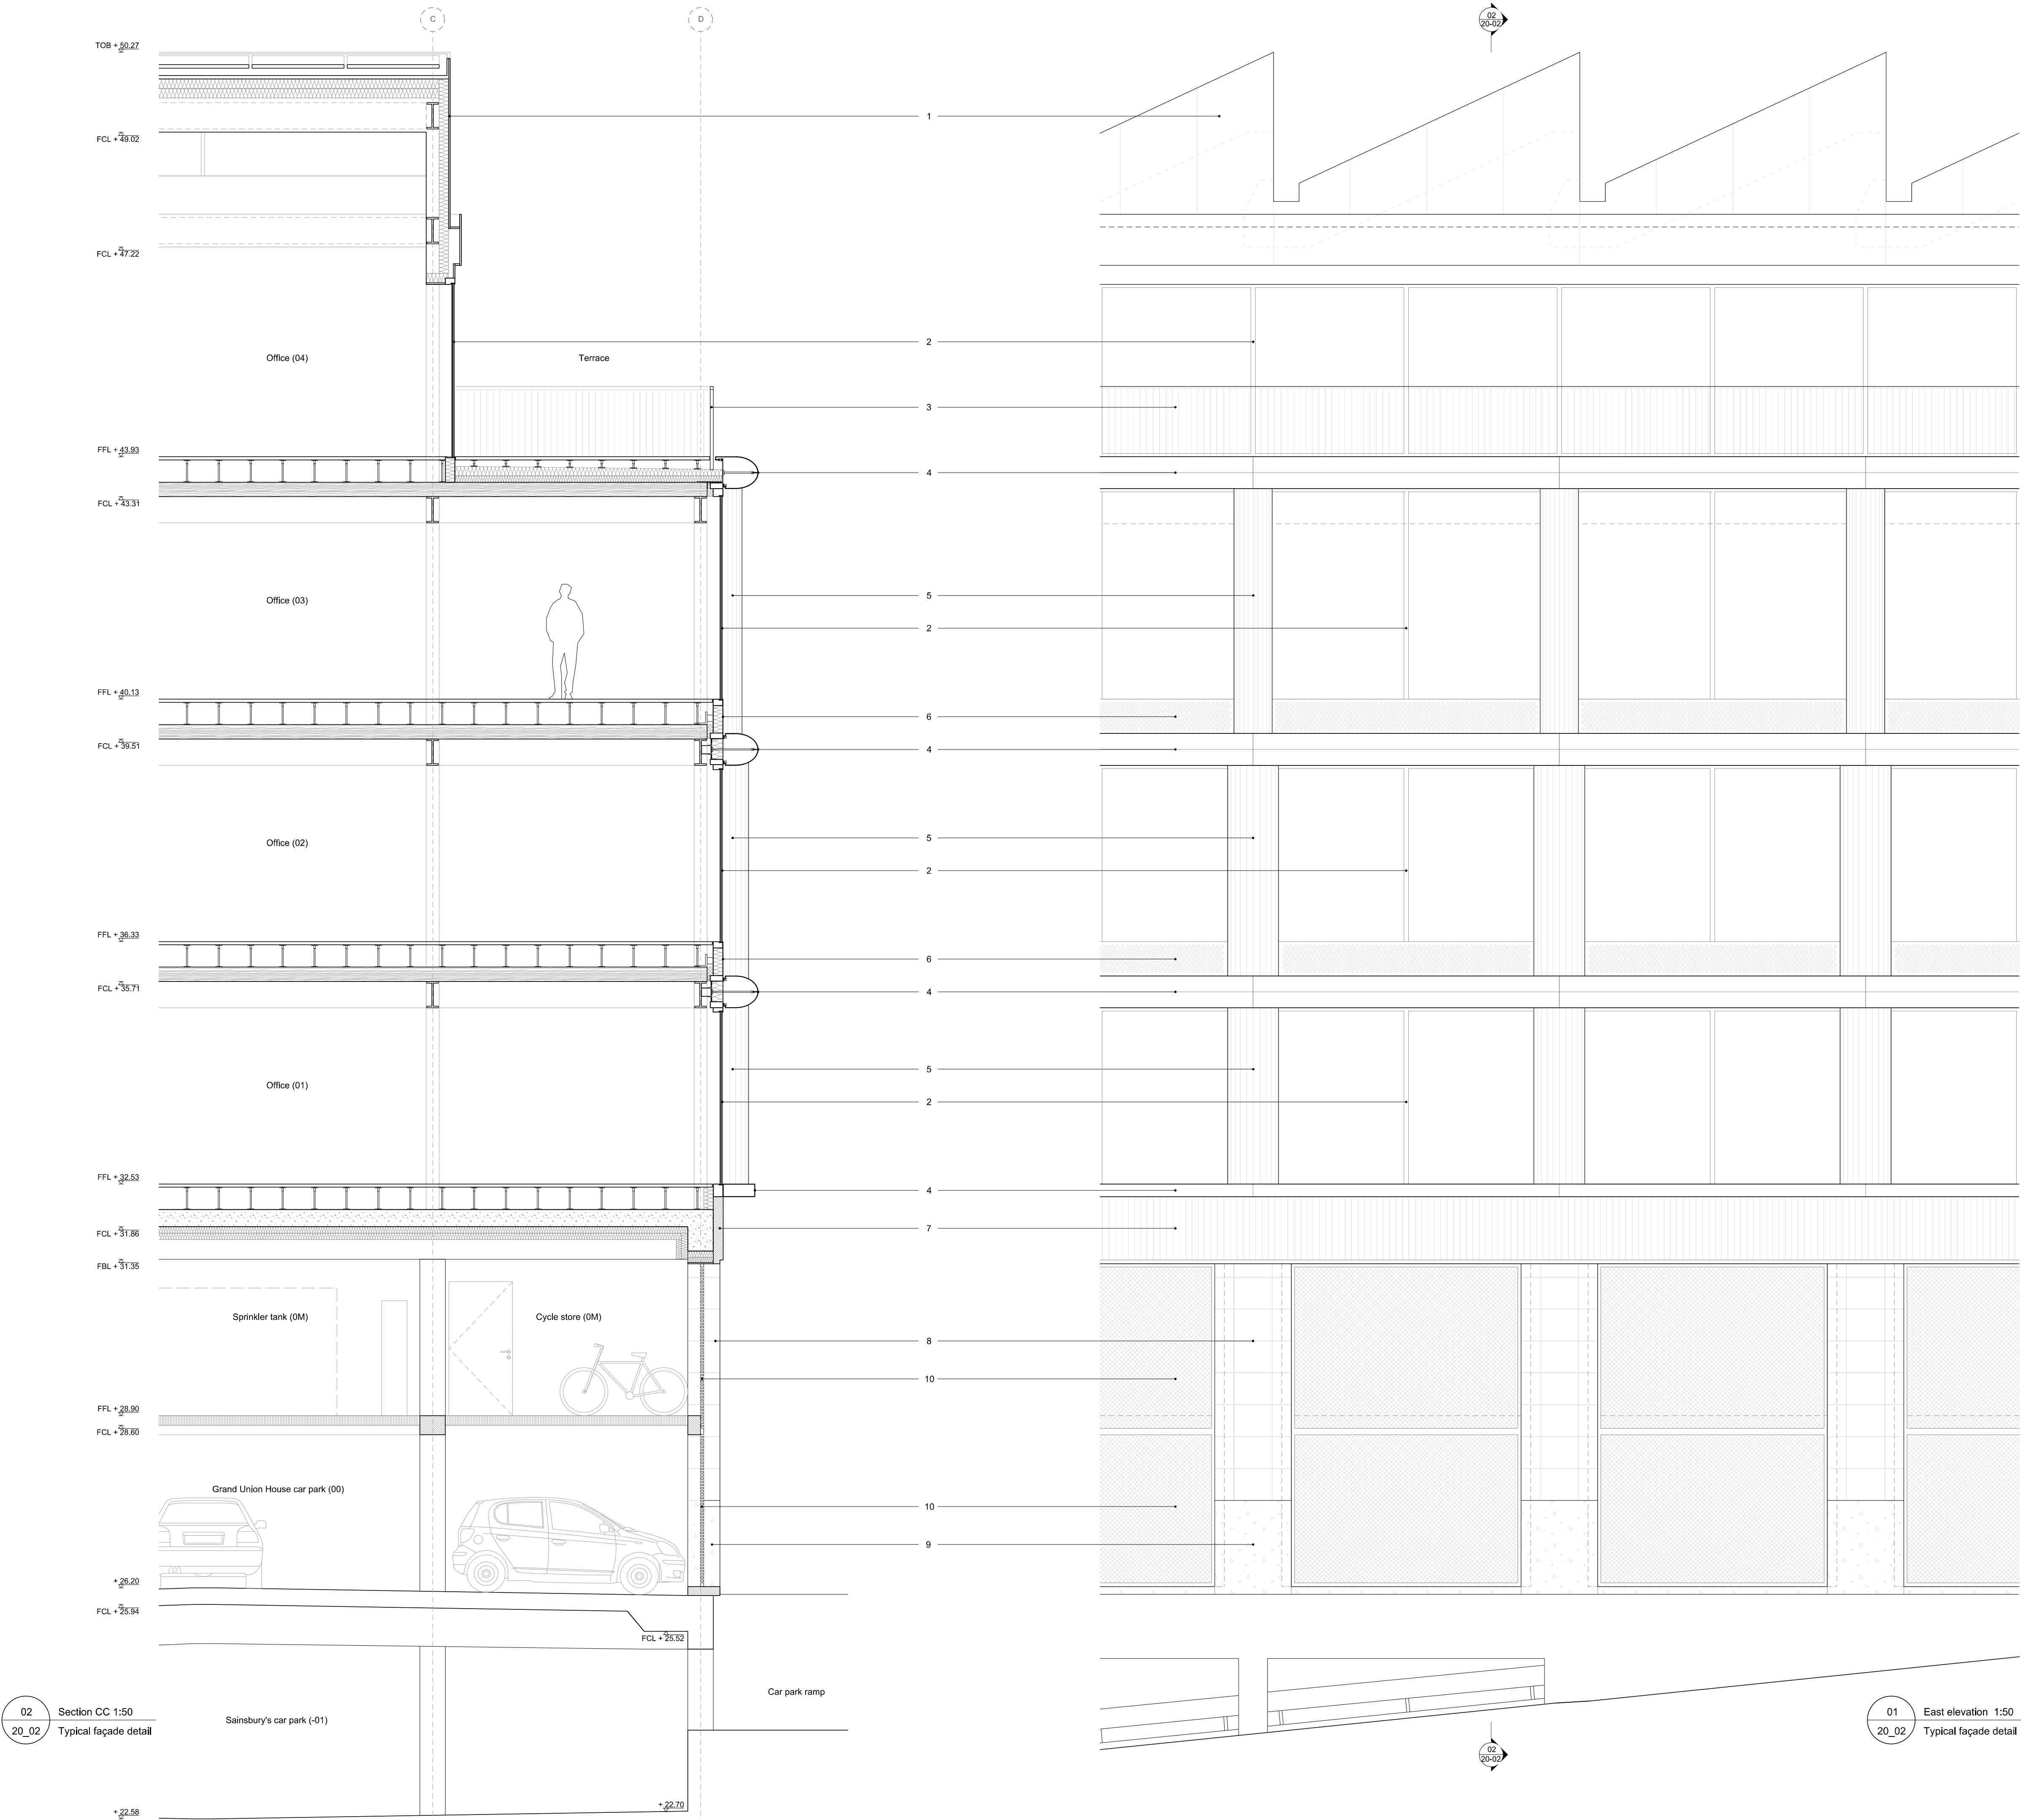 C
D
02
20-02
TOB + 50.27
1
FCL + 49.02
FCL + 47.22
2
Office (04)
Terrace
3
FFL + 43.93
4
FCL + 43.31
5
Office (03)
2
FFL + 40.13
6
FCL + 39.51
4
5
Office (02)
2
FFL + 36.33
6
FCL + 35.71
4
5
Office (01)
2
FFL + 32.53
4
7
FCL + 31.86
FBL + 31.35
Sprinkler tank (0M)
Cycle store (0M)
8
10
FFL + 28.90
FCL + 28.60
Grand Union House car park (00)
10
9
+ 26.20
FCL + 25.94
FCL + 25.52
Car park ramp
Sainsbury's car park (-01)
02
20_02
Section CC 1:50
Typical façade detail
01
20_02
East elevation 1:50
Typical façade detail
02
20-02
+ 22.70
+ 22.58